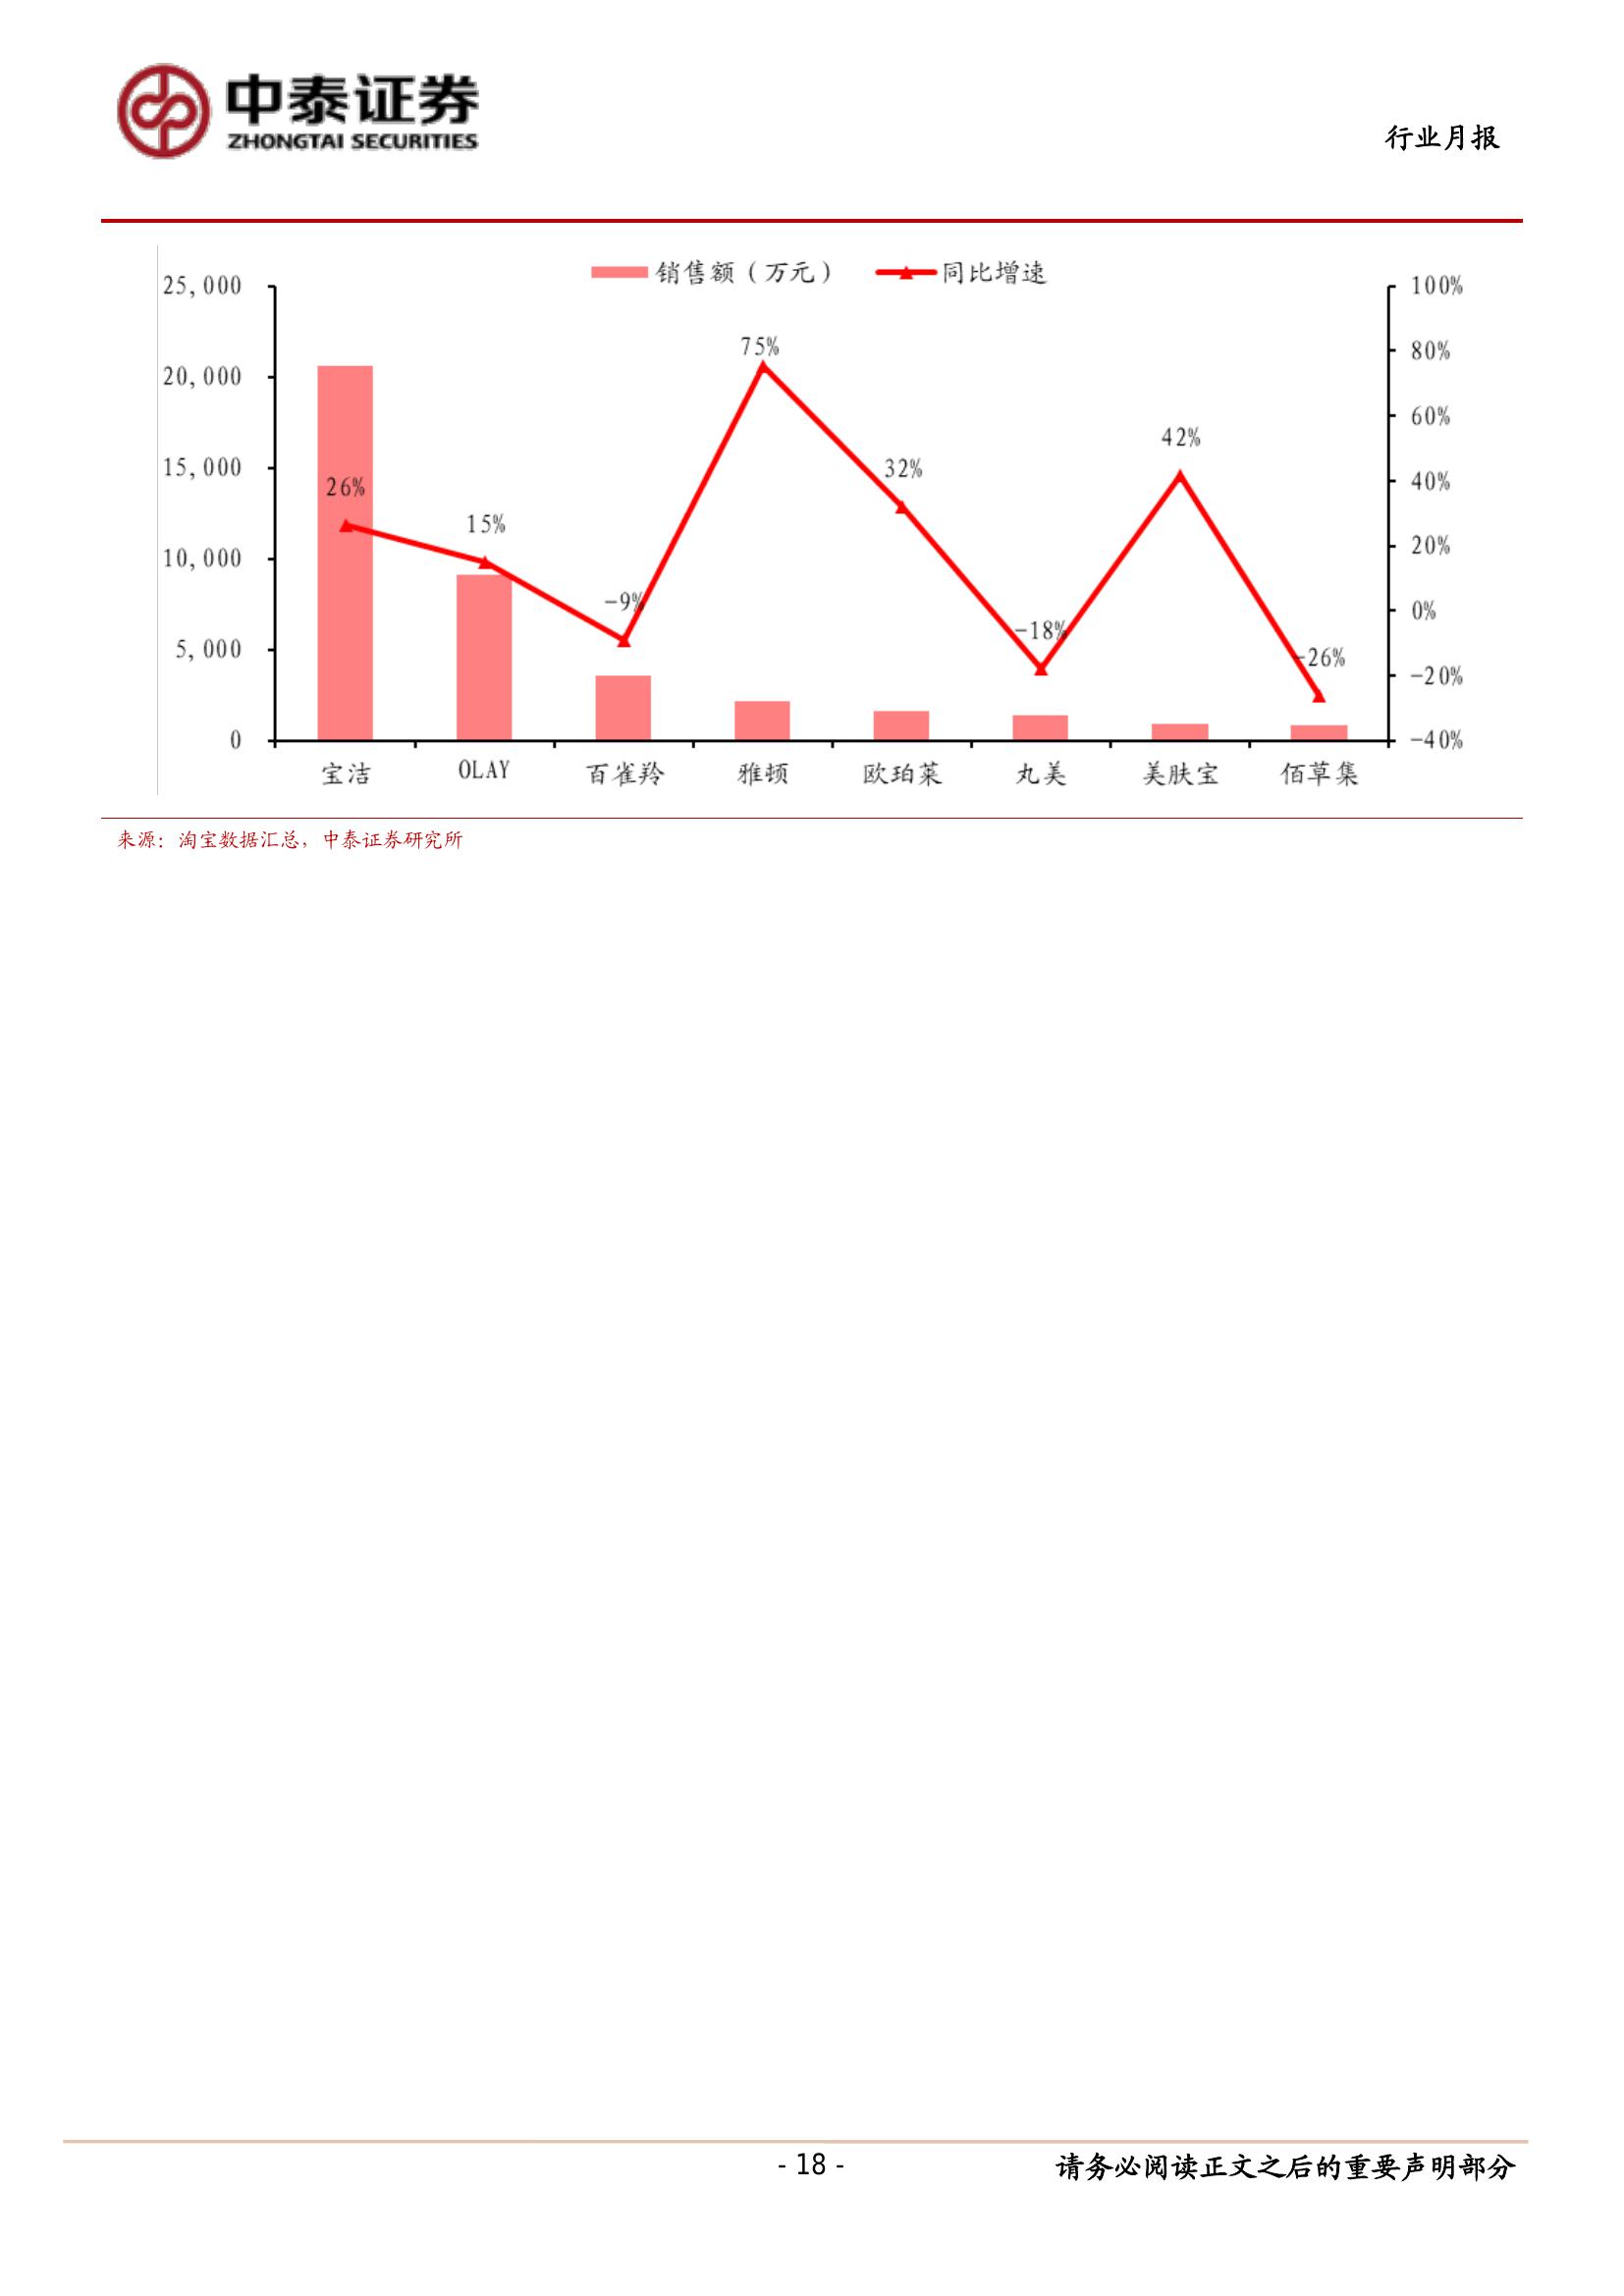 中泰证券
ZHONGTAI SECURITIES
行业月报
销售额（万元） 同比增速
25,000
20,000
15,000
10,000
5,000
0
100%
80%
60%
40%
20%
0%
-20%
-40%
26%
15%
-9%
75%
32%
-18%
42%
-26%
宝洁 OLAY 百雀羚 雅顿 欧珀莱 丸美 美肤宝 佰草集
来源：淘宝数据汇总，中泰证券研究所
- 18 -
请务必阅读正文之后的重要声明部分